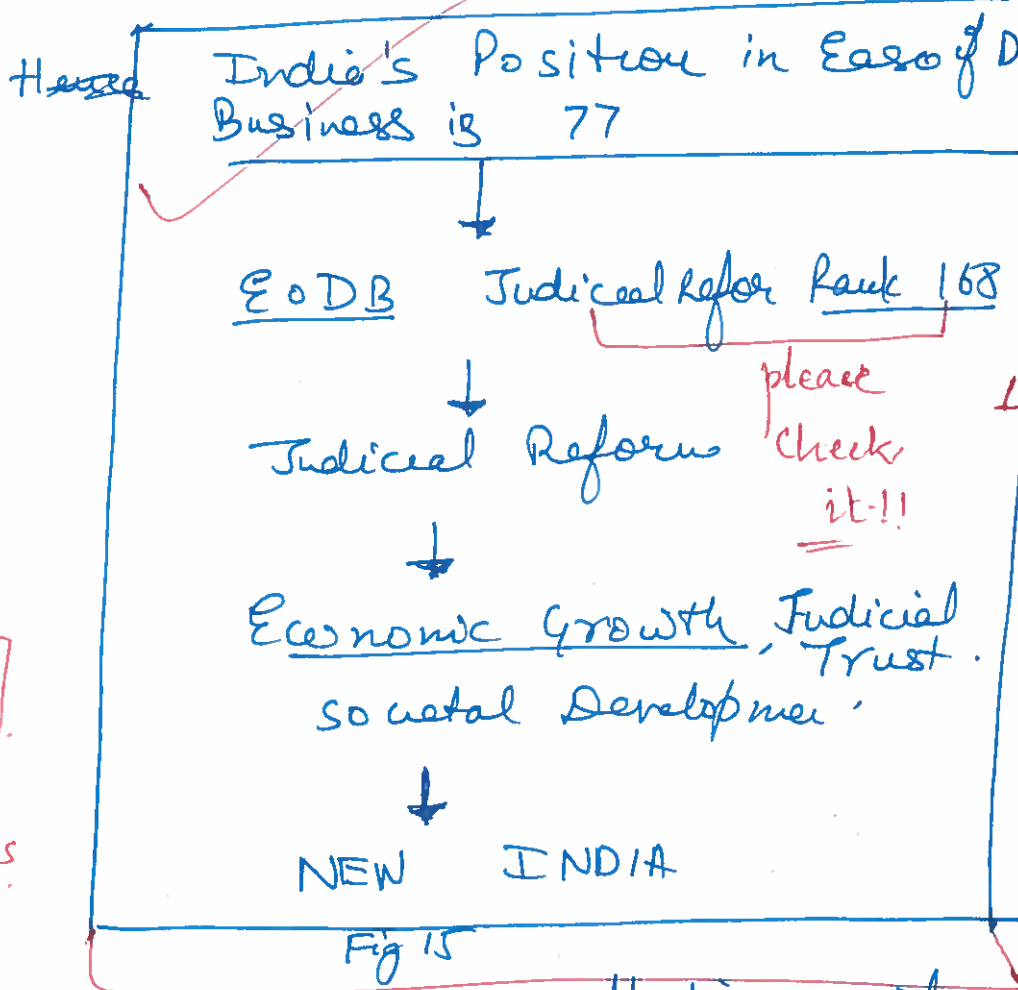 India's Position in Ease of D
Business is 77
EODB Judiceal Refor Rank 168
please
check
it!!
Judicial Reforms
Economic Growth, Judicial
Trust.
societal Developmen.
NEW INDIA
Fig 15
s